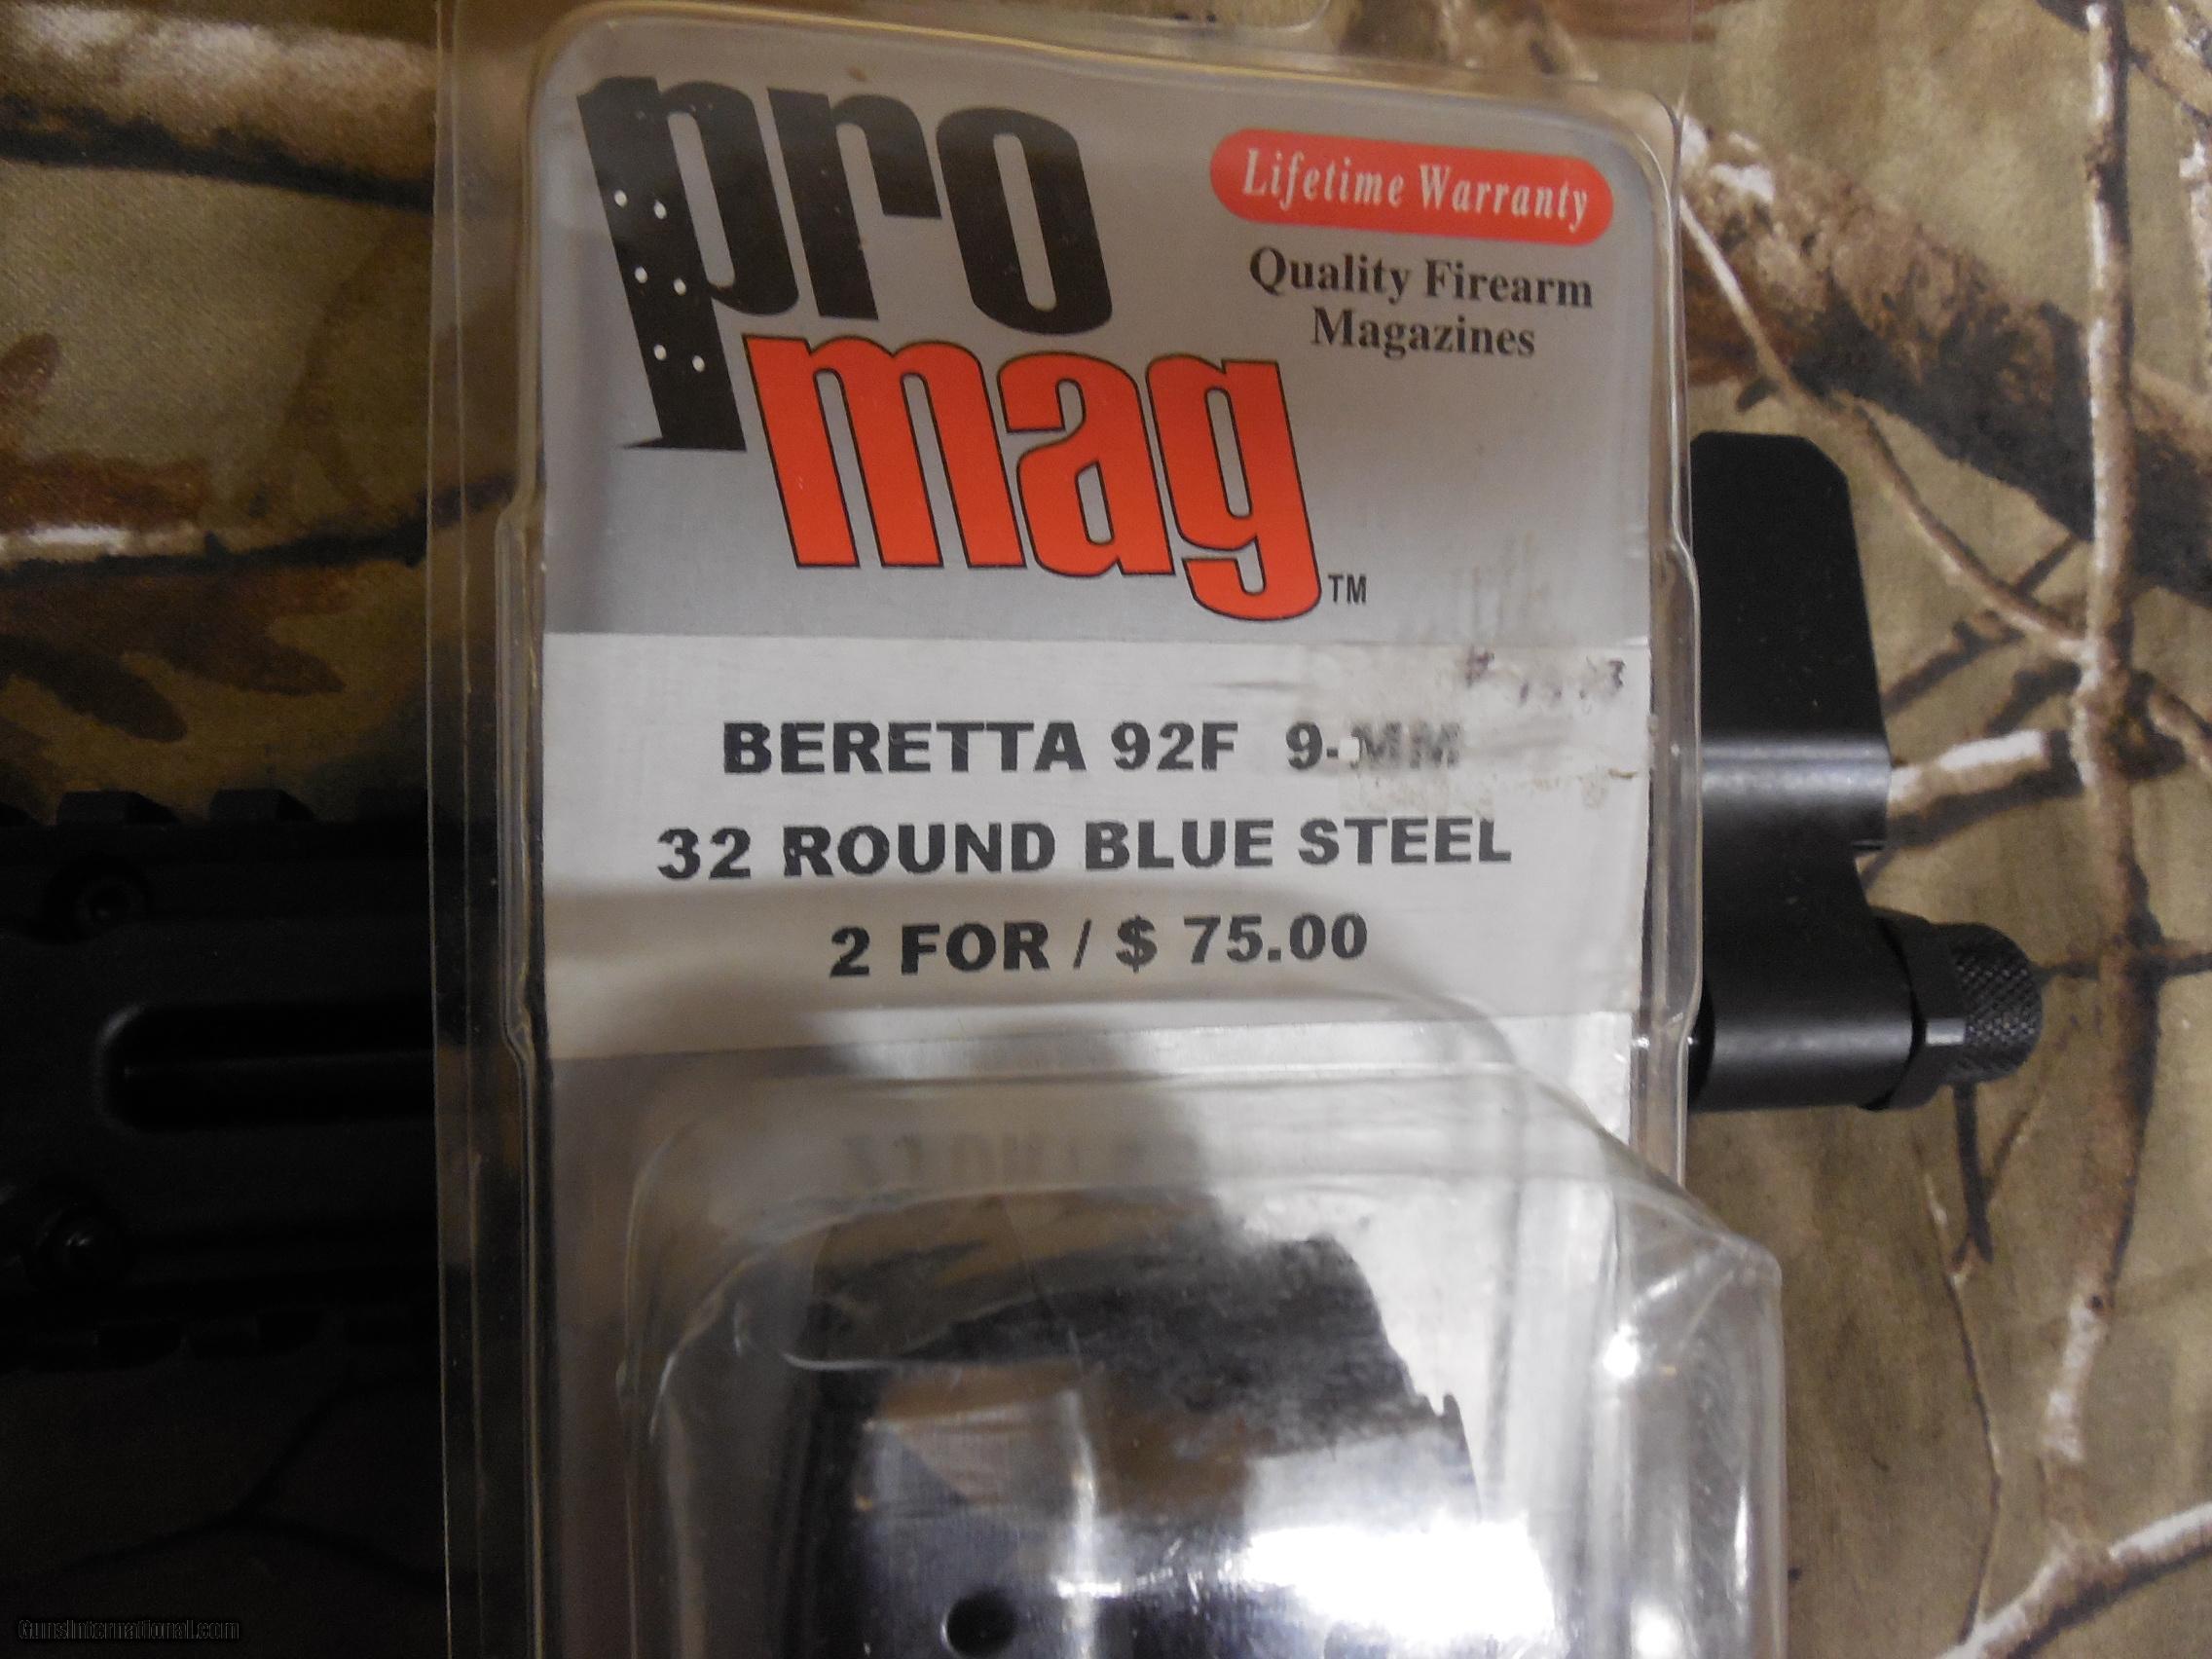 pro
mag
TM
Lifetime Warranty
Quality Firearm
Magazines
BERETTA 92F 9-MM
32 ROUND BLUE STEEL
2 FOR / $ 75.00
GunsInternational.com